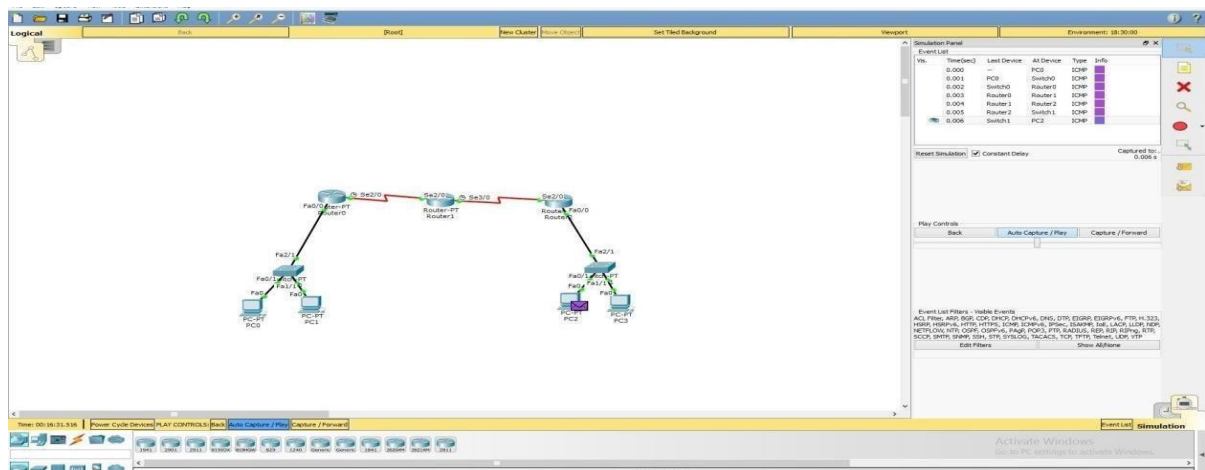 Logical Back [Root] New Cluster Move Object Set Tiled Background Viewport Environment: 18:30:00
Simulation Panel
Event List
Vis. Time(sec) Last Device At Device Type Info
0.000 -- PC0 ICMP
0.001 PC0 Switch0 ICMP
0.002 Switch0 Router0 ICMP
0.003 Router0 Router1 ICMP
0.004 Router1 Router2 ICMP
0.005 Router2 Switch1 ICMP
0.006 Switch1 PC2 ICMP
Reset Simulation Constant Delay Captured to:
0.006 s
Se2/0 Se2/0 Se3/0 Se2/0
Fa0/0 Router-PT Fa0/0
Router0 Router1
Fa2/1 Fa2/1
Fa0/1 Fa0/1
Fa1/1 Fa1/1
Fa0 Fa0 Fa0 Fa0
PC-PT PC-PT PC-PT PC-PT
PC0 PC1 PC2 PC3
Play Controls
Back Auto Capture / Play Capture / Forward
Event List Filters - Visible Events
ACL Filter, ARP, BGP, CDP, DHCP, DHCPv6, DNS, DTP, EIGRP, EIGRPv6, FTP, H.323,
HSRP, HSRPv6, HTTP, HTTPS, ICMP, ICMPv6, IPSec, ISAKMP, IoE, LACP, LLDP, NDP,
NETFLOW, NTP, OSPF, OSPFv6, PAgP, POP3, PTP, RADIUS, REP, RIP, RIPng, RTP,
SCCP, SMTP, SNMP, SSH, STP, SYSLOG, TACACS, TCP, TFTP, Telnet, UDP, VTP
Edit Filters Show All/None
Time: 00:16:31.516 Power Cycle Devices PLAY CONTROLS: Back Auto Capture / Play Capture / Forward Event List Simulation
1941 2901 2911 819IOX 819HGW 829 1240 Generic Generic 1841 2620XM 2621XM 2811
Activate Windows
Go to PC settings to activate Windows.